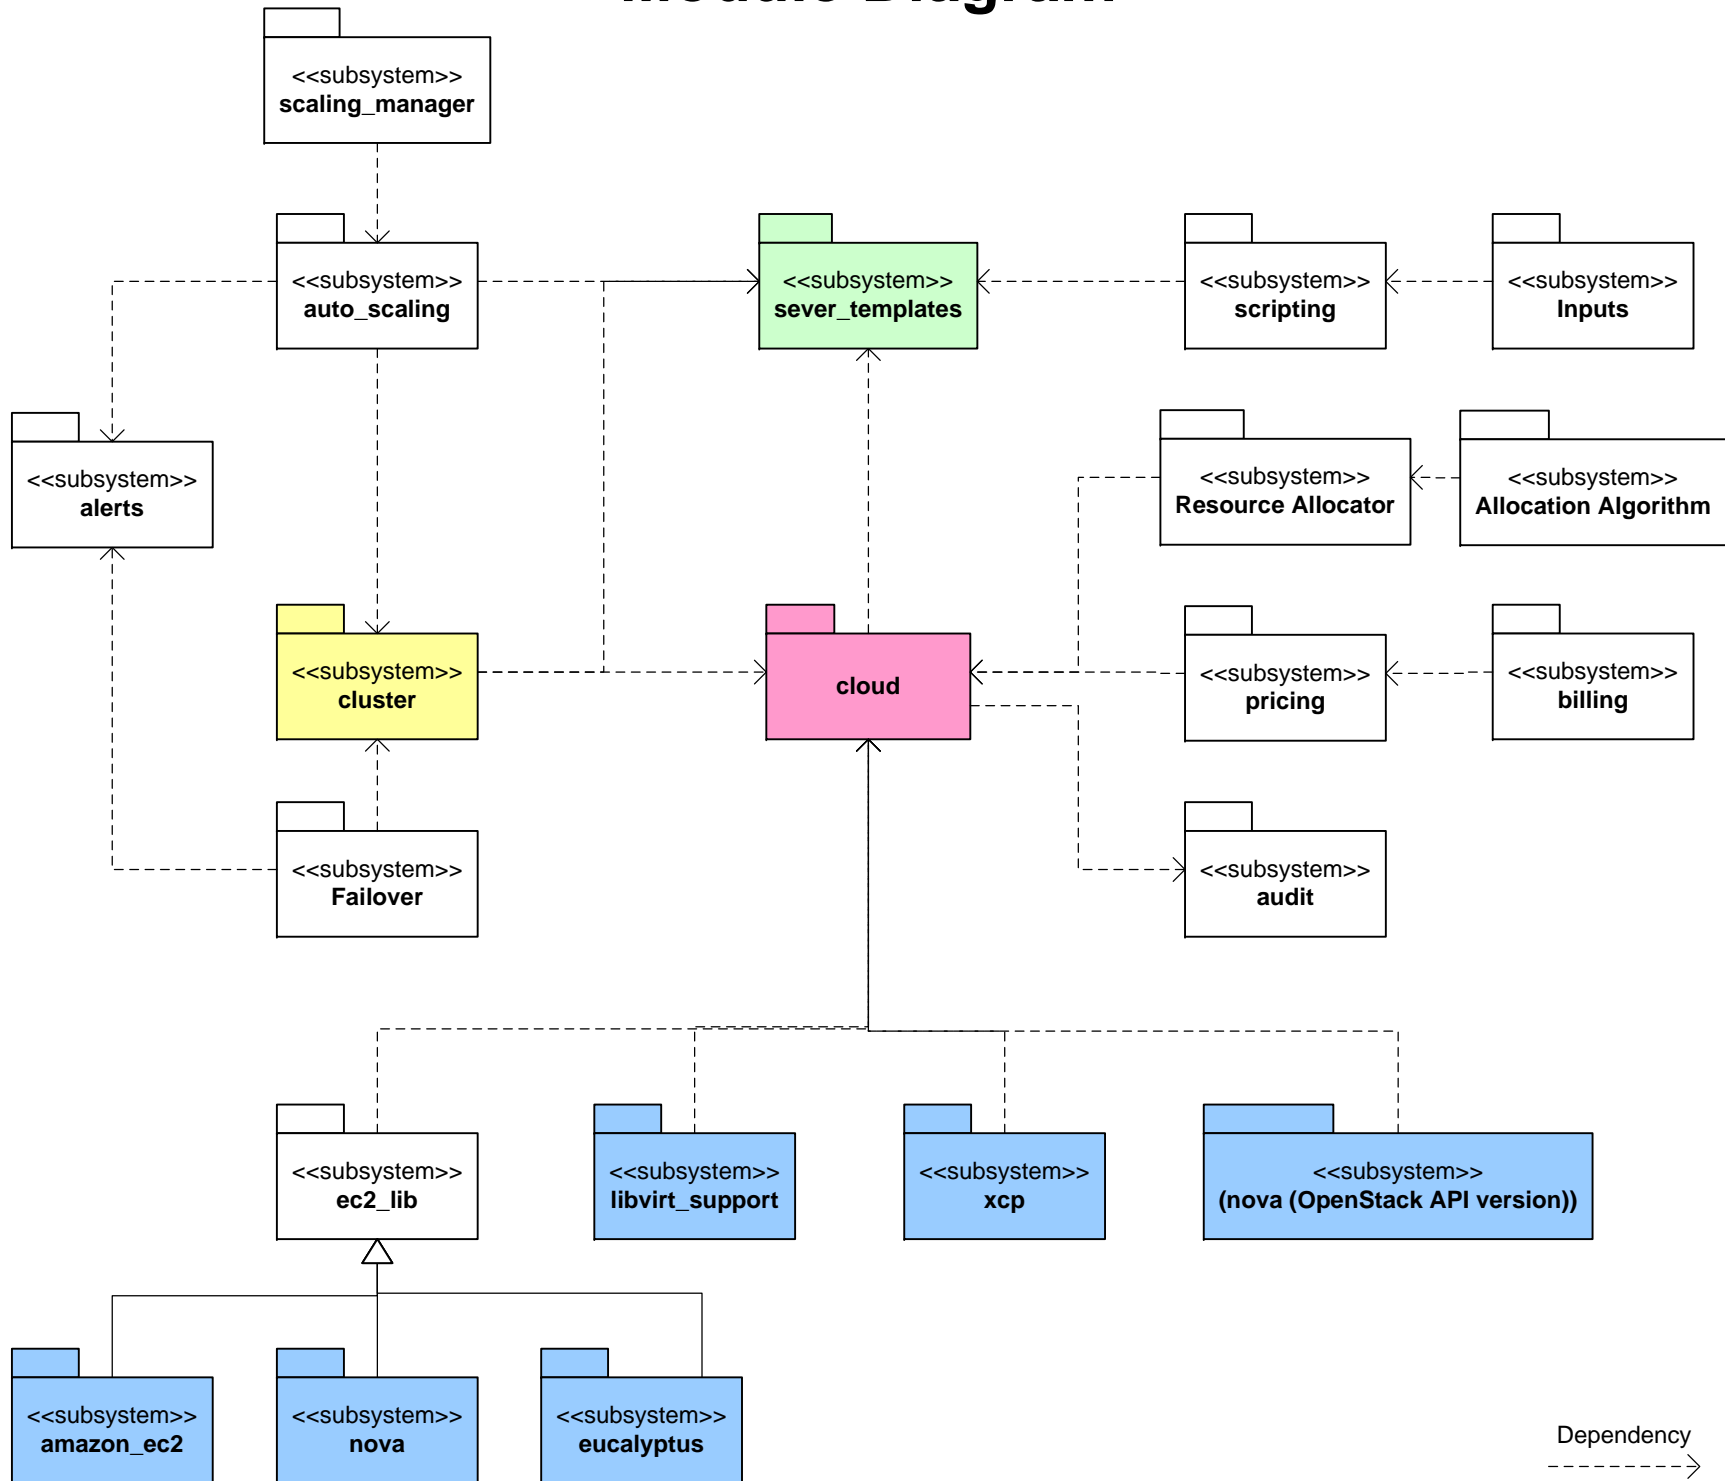 Module Diagram
<<subsystem>>
scaling_manager
<<subsystem>>
auto_scaling
<<subsystem>>
sever_templates
<<subsystem>>
scripting
<<subsystem>>
Inputs
<<subsystem>>
alerts
<<subsystem>>
Resource Allocator
<<subsystem>>
Allocation Algorithm
<<subsystem>>
cluster
cloud
<<subsystem>>
pricing
<<subsystem>>
billing
<<subsystem>>
Failover
<<subsystem>>
audit
<<subsystem>>
ec2_lib
<<subsystem>>
libvirt_support
<<subsystem>>
xcp
<<subsystem>>
(nova (OpenStack API version))
<<subsystem>>
amazon_ec2
<<subsystem>>
nova
<<subsystem>>
eucalyptus
Dependency